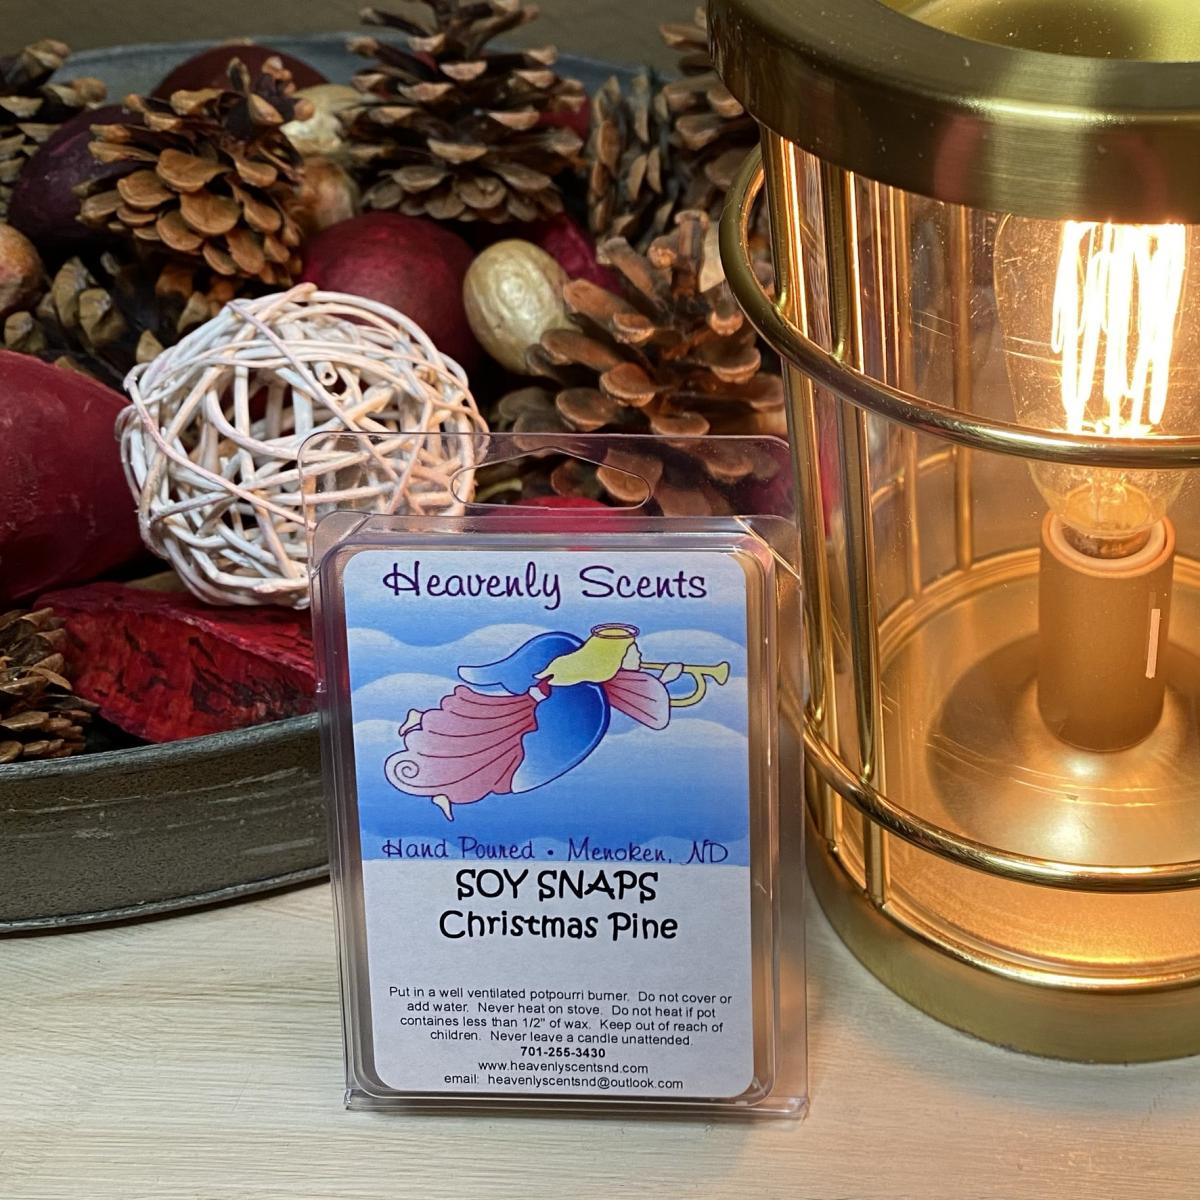 Heavenly Scents
Hand Poured • Menoken, ND
SOY SNAPS
Christmas Pine
Put in a well ventilated potpourri burner. Do not cover or
add water. Never heat on stove. Do not heat if pot
containes less than 1/2" of wax. Keep out of reach of
children. Never leave a candle unattended.
701-255-3430
www.heavenlyscentsnd.com
email: heavenlyscentsnd@outlook.com